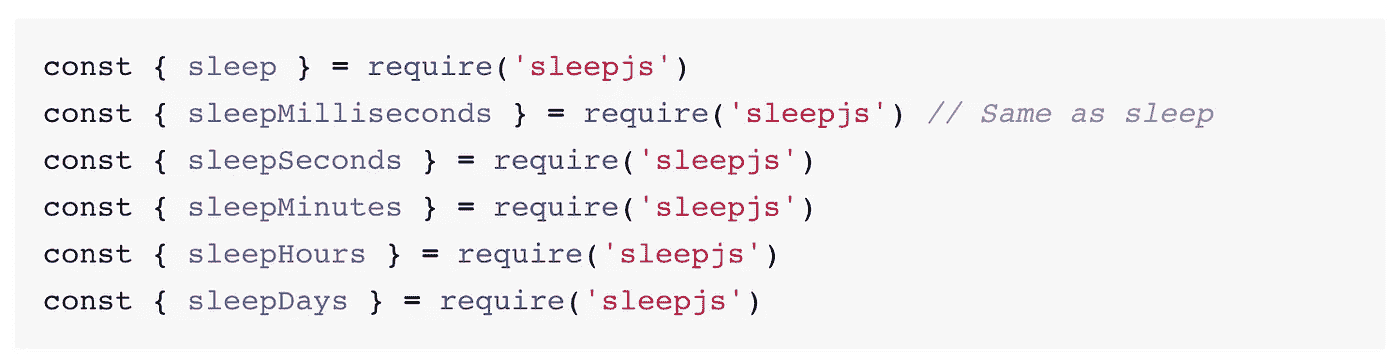 const { sleep } = require('sleepjs')
const { sleepMilliseconds } = require('sleepjs') // Same as sleep
const { sleepSeconds } = require('sleepjs')
const { sleepMinutes } = require('sleepjs')
const { sleepHours } = require('sleepjs')
const { sleepDays } = require('sleepjs')